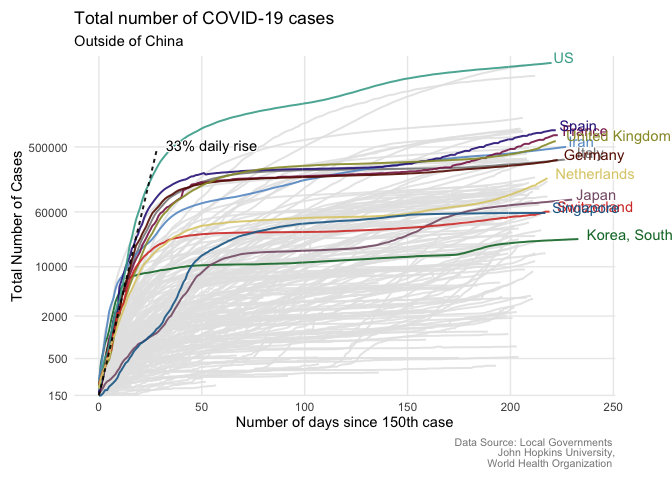 Total number of COVID-19 cases
Outside of China
US
33% daily rise
Spain
France
United Kingdom
Iran
Italy
Germany
Netherlands
Japan
Switzerland
Singapore
Korea, South
Total Number of Cases
500000
60000
10000
2000
500
150
0
50
100
150
200
250
Number of days since 150th case
Data Source: Local Governments
John Hopkins University,
World Health Organization